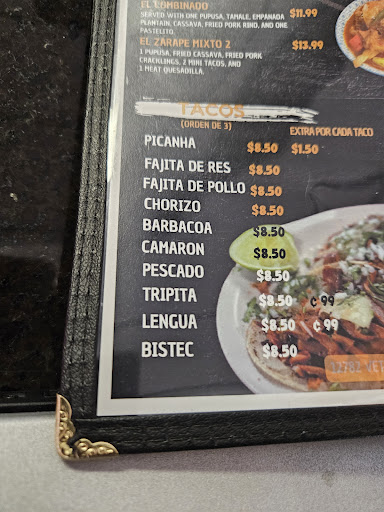 EL COMBINADO $11.99
SERVED WITH ONE PUPUSA, TAMALE, EMPANADA
PLANTAIN, CASSAVA, FRIED PORK RIND, AND ONE
PASTELITO.
EL ZARAPE MIXTO 2 $13.99
1 PUPUSA, FRIED CASSAVA, FRIED PORK
CRACKLINGS, 2 MINI TACOS, AND
1 MEAT QUESADILLA.
TACOS
(ORDEN DE 3) EXTRA POR CADA TACO
PICANHA $8.50 $1.50
FAJITA DE RES $8.50
FAJITA DE POLLO $8.50
CHORIZO $8.50
BARBACOA $8.50
CAMARON $8.50
PESCADO $8.50
TRIPITA $8.50 ¢ 99
LENGUA $8.50 ¢ 99
BISTEC $8.50